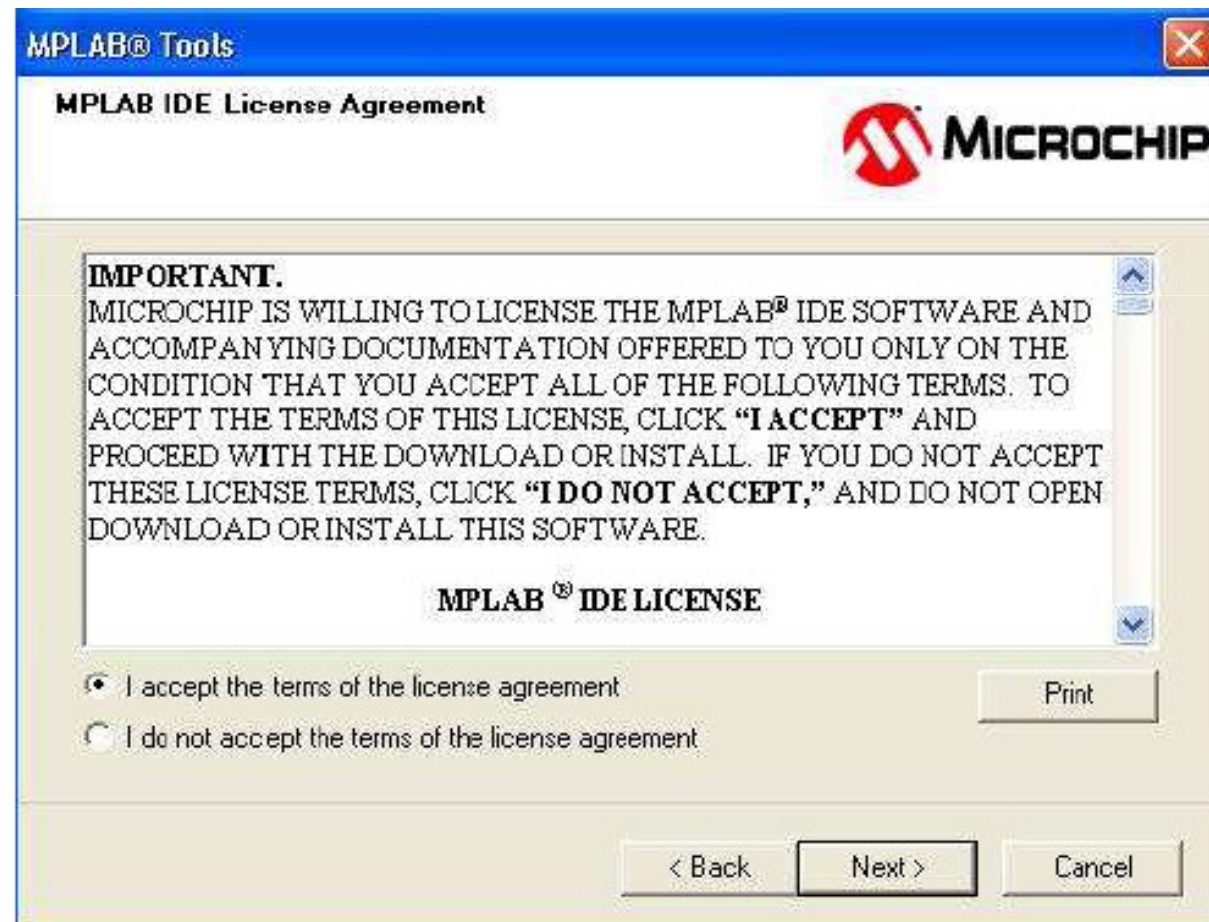 MPLAB® Tools
MPLAB IDE License Agreement
MICROCHIP
IMPORTANT.
MICROCHIP IS WILLING TO LICENSE THE MPLAB® IDE SOFTWARE AND
ACCOMPANYING DOCUMENTATION OFFERED TO YOU ONLY ON THE
CONDITION THAT YOU ACCEPT ALL OF THE FOLLOWING TERMS. TO
ACCEPT THE TERMS OF THIS LICENSE, CLICK “I ACCEPT” AND
PROCEED WITH THE DOWNLOAD OR INSTALL. IF YOU DO NOT ACCEPT
THESE LICENSE TERMS, CLICK “I DO NOT ACCEPT,” AND DO NOT OPEN
DOWNLOAD OR INSTALL THIS SOFTWARE.
MPLAB ® IDE LICENSE
I accept the terms of the license agreement
Print
I do not accept the terms of the license agreement
< Back Next > Cancel